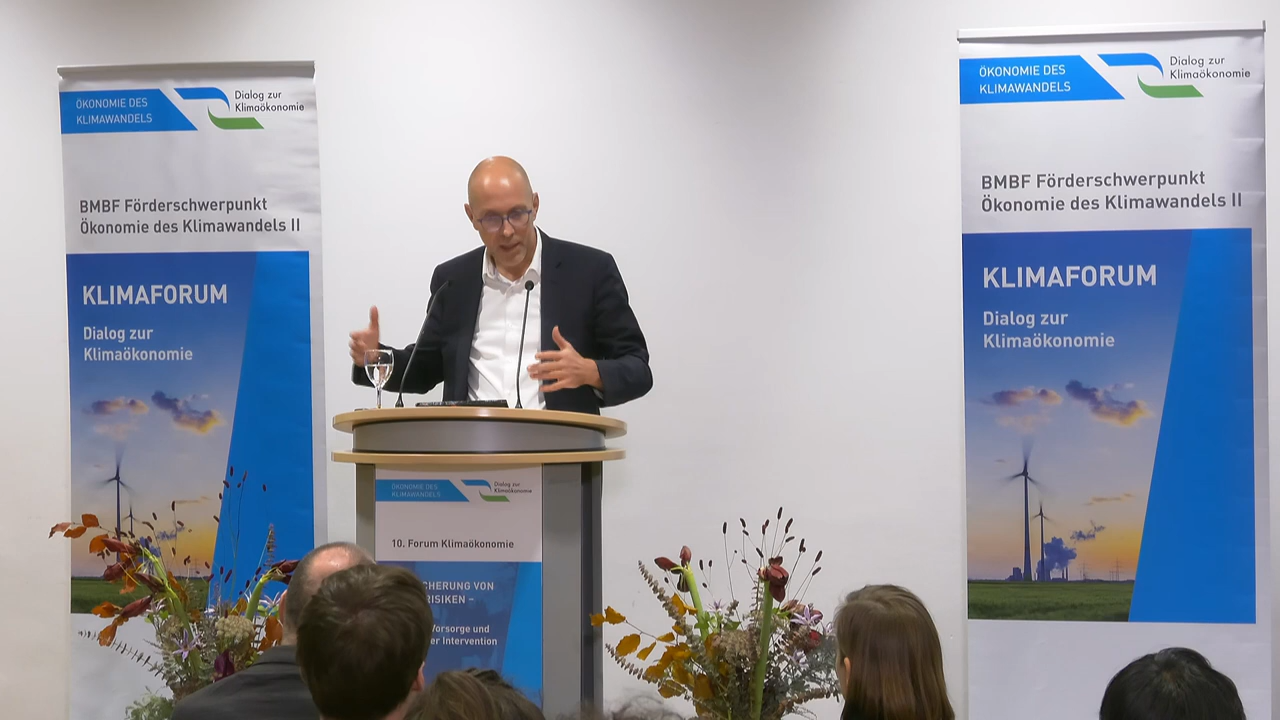 ÖKONOMIE DES
KLIMAWANDELS
Dialog zur
Klimaökonomie
BMBF Förderschwerpunkt
Ökonomie des Klimawandels II
KLIMAFORUM
Dialog zur
Klimaökonomie
ÖKONOMIE DES
KLIMAWANDELS
Dialog zur
Klimaökonomie
10. Forum Klimaökonomie
CHERUNG VON
RISIKEN –
Vorsorge und
er Intervention
ÖKONOMIE DES
KLIMAWANDELS
Dialog zur
Klimaökonomie
BMBF Förderschwerpunkt
Ökonomie des Klimawandels II
KLIMAFORUM
Dialog zur
Klimaökonomie